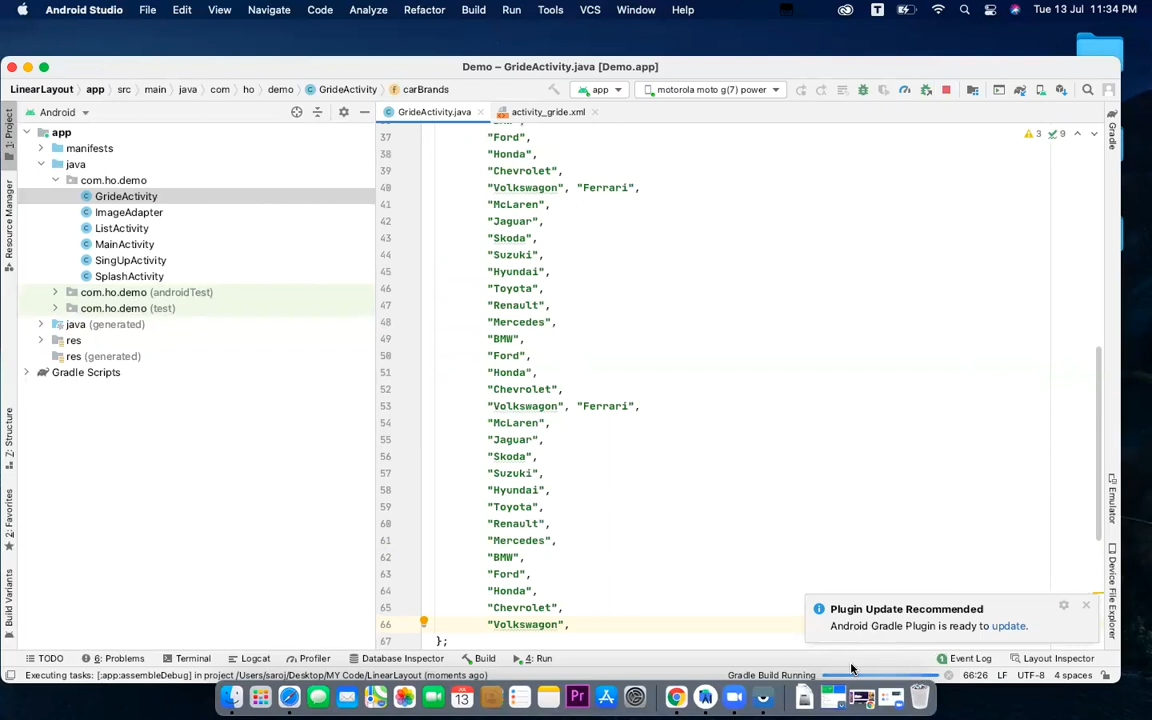 Android Studio File Edit View Navigate Code Analyze Refactor Build Run Tools VCS Window Help T Tue 13 Jul 11:34 PM
Demo – GrideActivity.java [Demo.app]
LinearLayout app src main java com ho demo GrideActivity carBrands app motorola moto g(7) power
Android GrideActivity.java activity_gride.xml
app
manifests
java
com.ho.demo
GrideActivity
ImageAdapter
ListActivity
MainActivity
SingUpActivity
SplashActivity
com.ho.demo (androidTest)
com.ho.demo (test)
java (generated)
res
res (generated)
Gradle Scripts
1: Project
Resource Manager
Z: Structure
2: Favorites
Build Variants
3 9
37 "Ford",
38 "Honda",
39 "Chevrolet",
40 "Volkswagon", "Ferrari",
41 "McLaren",
42 "Jaguar",
43 "Skoda",
44 "Suzuki",
45 "Hyundai",
46 "Toyota",
47 "Renault",
48 "Mercedes",
49 "BMW",
50 "Ford",
51 "Honda",
52 "Chevrolet",
53 "Volkswagon", "Ferrari",
54 "McLaren",
55 "Jaguar",
56 "Skoda",
57 "Suzuki",
58 "Hyundai",
59 "Toyota",
60 "Renault",
61 "Mercedes",
62 "BMW",
63 "Ford",
64 "Honda",
65 "Chevrolet",
66 "Volkswagon",
67 };
Gradle
Emulator
Device File Explorer
Plugin Update Recommended
Android Gradle Plugin is ready to update.
TODO 6: Problems Terminal Logcat Profiler Database Inspector Build 4: Run 1 Event Log Layout Inspector
Executing tasks: [:app:assembleDebug] in project /Users/saroj/Desktop/MY Code/LinearLayout (moments ago) Gradle Build Running 66:26 LF UTF-8 4 spaces
13 Pr